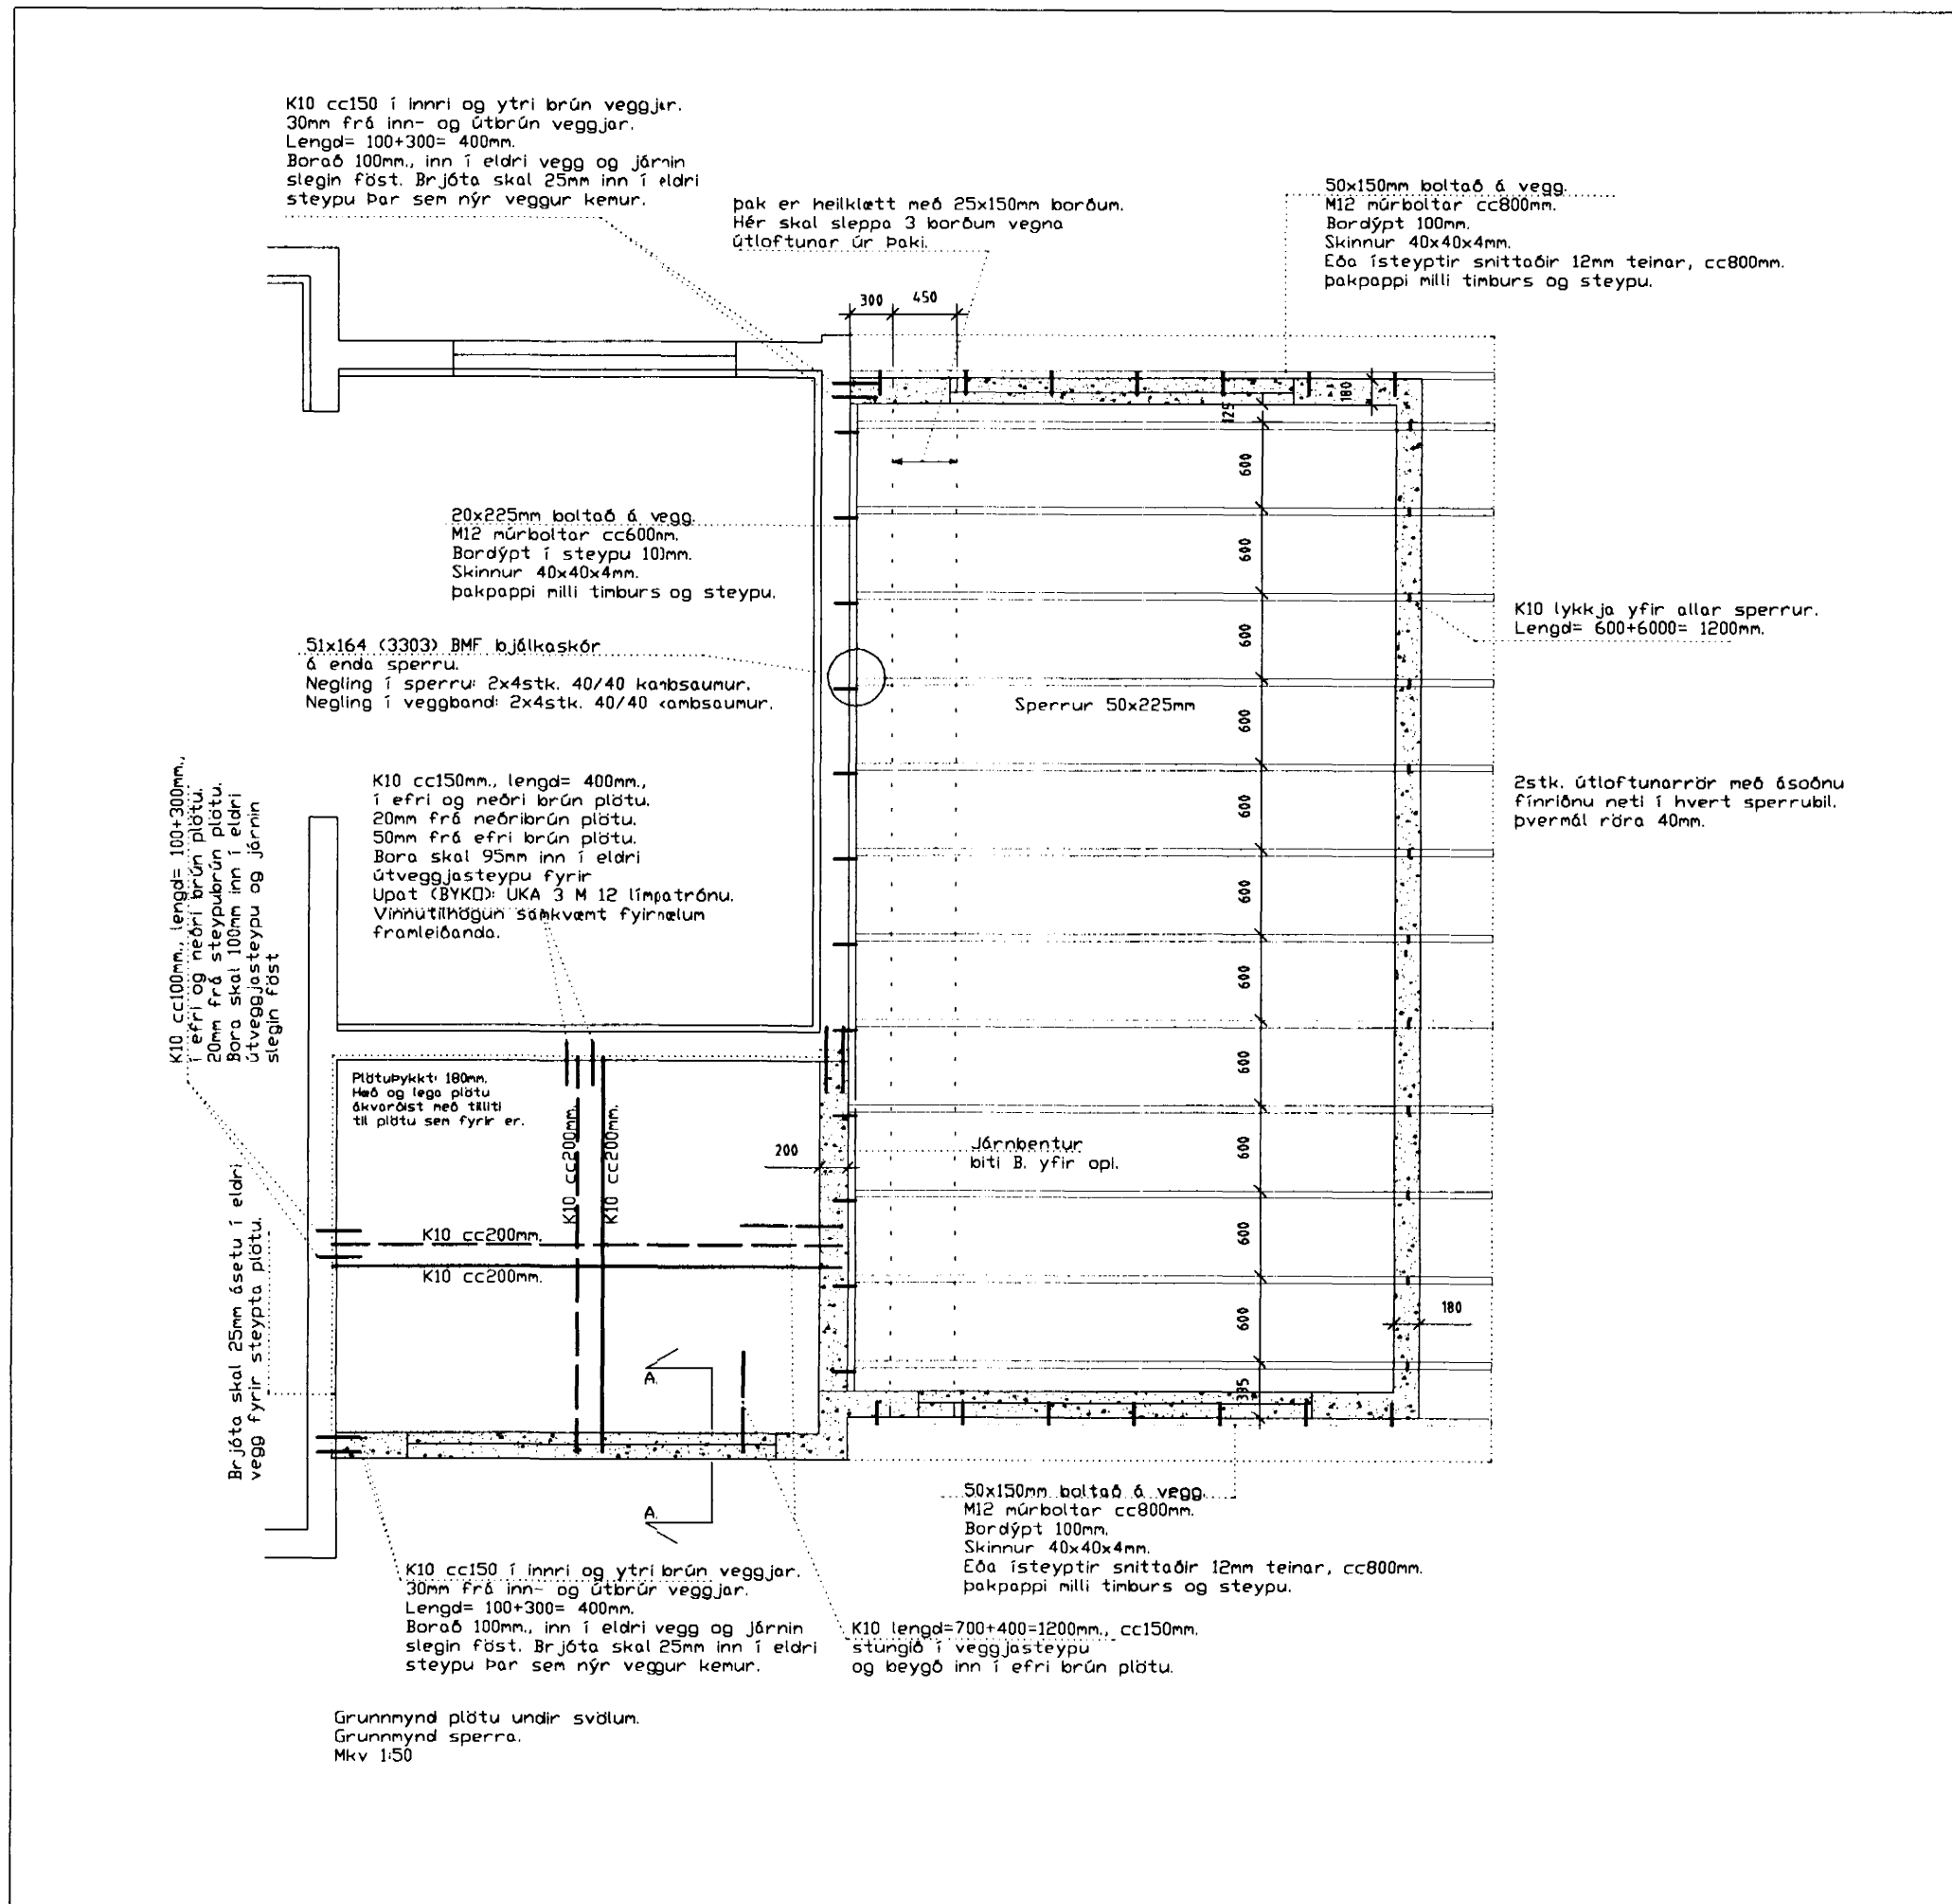 K10 cc150 í innri og ytri brún veggjar.
30mm frá inn- og útbrún veggjar.
Lengd= 100+300= 400mm.
Borað 100mm., inn í eldri vegg og járnin
slegin föst. Brjóta skal 25mm inn í eldri
steypu þar sem nýr veggur kemur.
þak er heilklætt með 25x150mm borðum.
Hér skal sleppa 3 borðum vegna
útloftunar úr þaki.
50x150mm boltað á vegg.
M12 múrboltar cc800mm.
Bordýpt 100mm.
Skinnur 40x40x4mm.
Eða ísteyptir snittaðir 12mm teinar, cc800mm.
þakpappi milli timburs og steypu.
300
450
180
125
600
20x225mm boltað á vegg.
M12 múrboltar cc600mm.
Bordýpt í steypu 100mm.
Skinnur 40x40x4mm.
þakpappi milli timburs og steypu.
600
K10 lykkja yfir allar sperrur.
Lengd= 600+6000= 1200mm.
600
51x164 (3303) BMF bjálkaskór
á enda sperru.
Negling í sperru: 2x4stk. 40/40 kambsaumur.
Negling í veggband: 2x4stk. 40/40 kambsaumur.
Sperrur 50x225mm
600
2stk. útloftunarrör með ásoðnu
fínriðnu neti í hvert sperrubil.
þvermál röra 40mm.
600
K10 cc150mm., lengd= 400mm.,
í efri og neðri brún plötu.
20mm frá neðribrún plötu.
50mm frá efri brún plötu.
Bora skal 95mm inn í eldri
útveggjasteypu fyrir
Upat (BYKO): UKA 3 M 12 límpatrónu.
Vinnutilhögun samkvæmt fyirmælum
framleiðanda.
600
600
K10 cc100mm., lengd= 100+300mm.,
í efri og neðri brún plötu.
20mm frá steypubrún plötu.
Bora skal 100mm inn í eldri
útveggjasteypu og járnin
slegin föst
600
Plötuþykkt: 180mm.
Hæð og lega plötu
ákvarðist með tilliti
til plötu sem fyrir er.
K10 cc200mm.
K10 cc200mm.
200
Járnbentur
biti B. yfir opi.
600
K10 cc200mm.
K10 cc200mm.
600
Brjóta skal 25mm ásetu í eldri
vegg fyrir steypta plötu.
600
180
335
A.
A.
50x150mm boltað á vegg.
M12 múrboltar cc800mm.
Bordýpt 100mm.
Skinnur 40x40x4mm.
Eða ísteyptir snittaðir 12mm teinar, cc800mm.
þakpappi milli timburs og steypu.
K10 cc150 í innri og ytri brún veggjar.
30mm frá inn- og útbrún veggjar.
Lengd= 100+300= 400mm.
Borað 100mm., inn í eldri vegg og járnin
slegin föst. Brjóta skal 25mm inn í eldri
steypu þar sem nýr veggur kemur.
K10 lengd=700+400=1200mm., cc150mm.
stungið í veggjasteypu
og beygð inn í efri brún plötu.
Grunnmynd plötu undir svölum.
Grunnmynd sperra.
Mkv 1:50